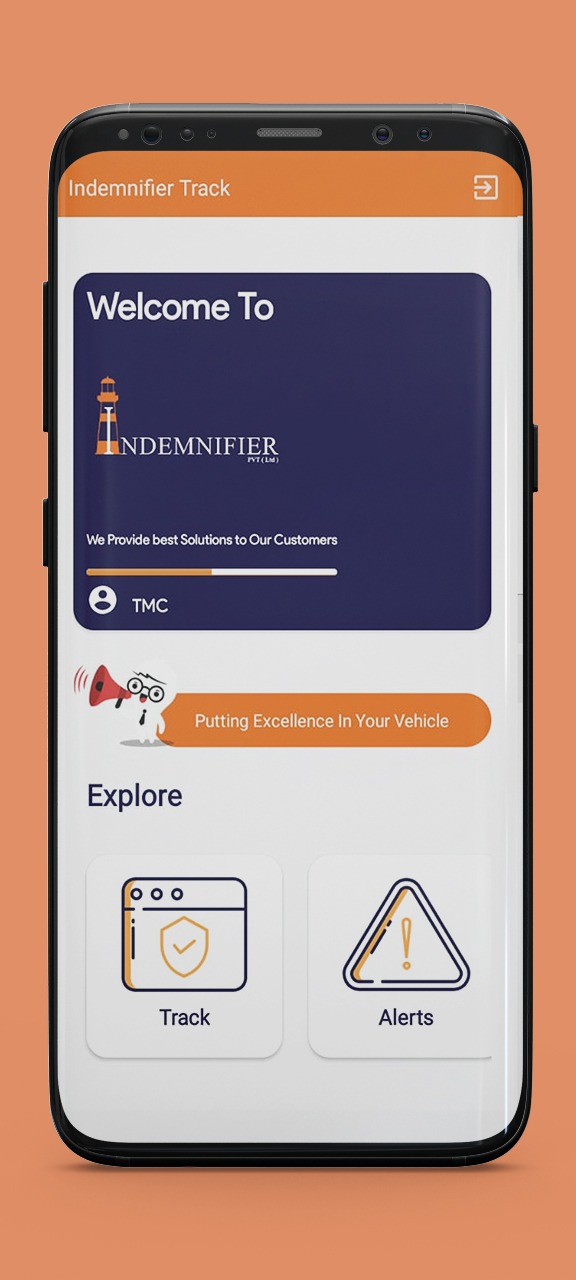 Indemnifier Track
Welcome To
INDEMNIFIER
PVT ( Ltd )
We Provide best Solutions to Our Customers
TMC
Putting Excellence In Your Vehicle
Explore
Track
Alerts